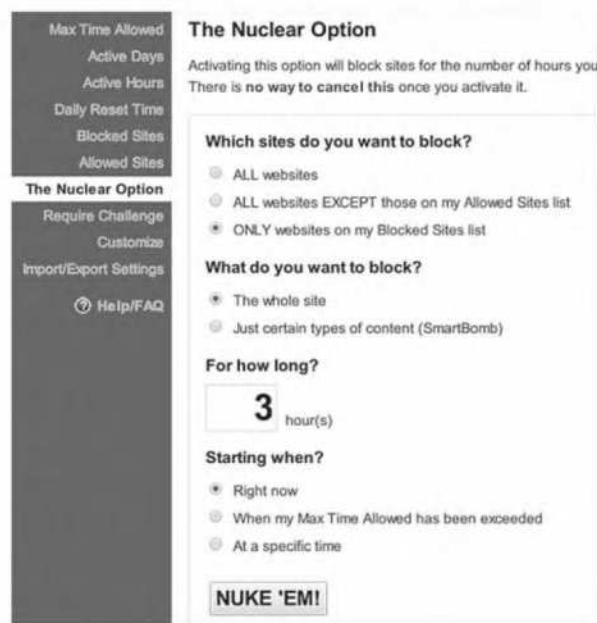 Max Time Allowed
Active Days
Active Hours
Daily Reset Time
Blocked Sites
Allowed Sites
The Nuclear Option
Require Challenge
Customize
Import/Export Settings
? Help/FAQ
The Nuclear Option
Activating this option will block sites for the number of hours you
There is no way to cancel this once you activate it.
Which sites do you want to block?
ALL websites
ALL websites EXCEPT those on my Allowed Sites list
ONLY websites on my Blocked Sites list
What do you want to block?
The whole site
Just certain types of content (SmartBomb)
For how long?
3 hour(s)
Starting when?
Right now
When my Max Time Allowed has been exceeded
At a specific time
NUKE 'EM!